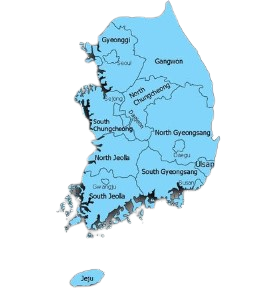 Gyeonggi
Seoul
Gangwon
North
Chungcheong
Sejong
Daejeon
South
Chungcheong
North Gyeongsang
Daegu
North Jeolla
Ulsan
South Gyeongsang
Busan
Gwangju
South Jeolla
Jeju